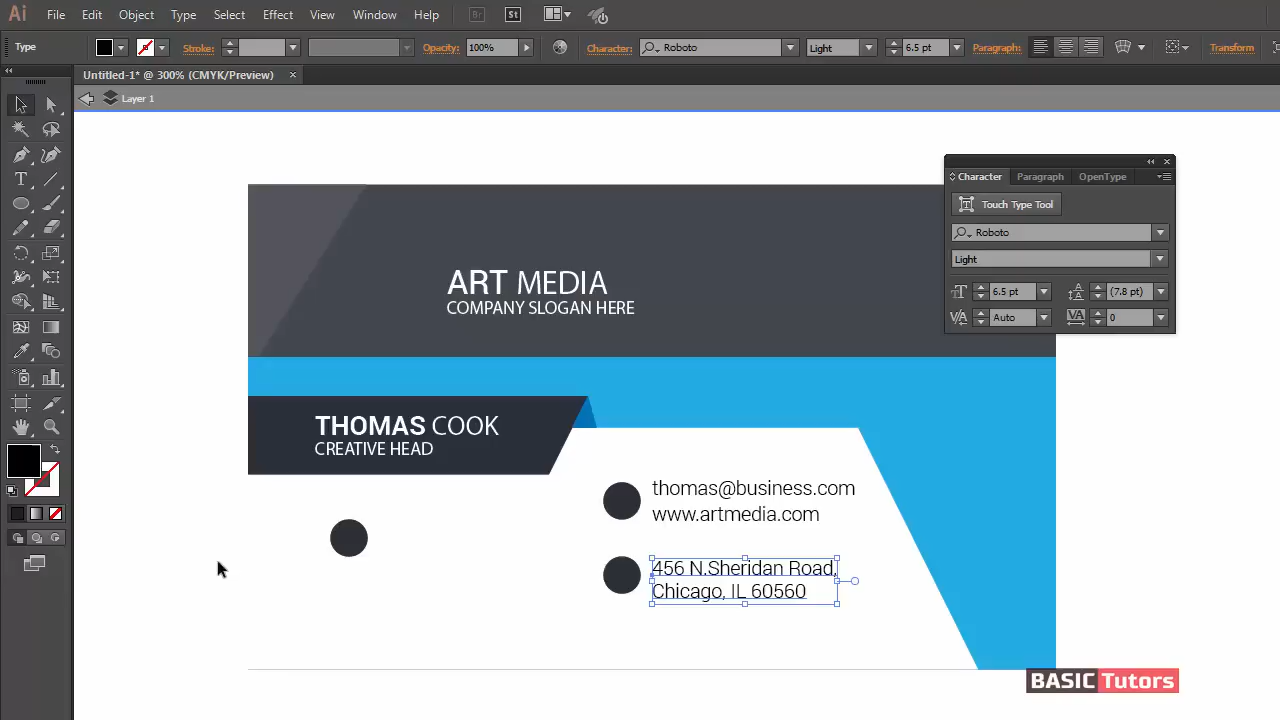 Ai File Edit Object Type Select Effect View Window Help Br St
Type Stroke: Opacity: 100% Character: Roboto Light 6.5 pt Paragraph: Transform
Untitled-1* @ 300% (CMYK/Preview) ×
Layer 1
Character Paragraph OpenType
Touch Type Tool
Roboto
Light
6.5 pt (7.8 pt)
Auto 0
ART MEDIA
COMPANY SLOGAN HERE
THOMAS COOK
CREATIVE HEAD
thomas@business.com
www.artmedia.com
456 N.Sheridan Road,
Chicago, IL 60560
BASIC Tutors